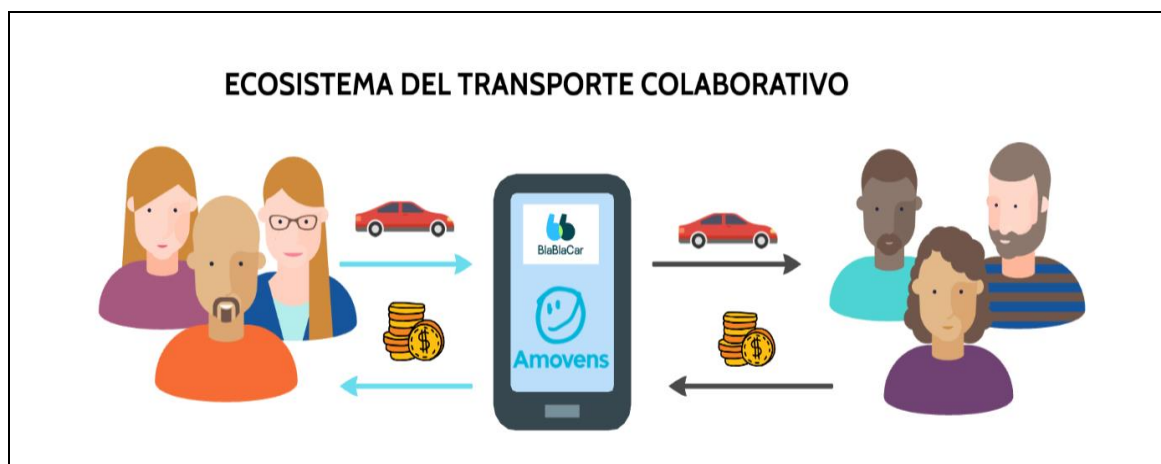 ECOSISTEMA DEL TRANSPORTE COLABORATIVO
BlaBlaCar
Amovens
$
$